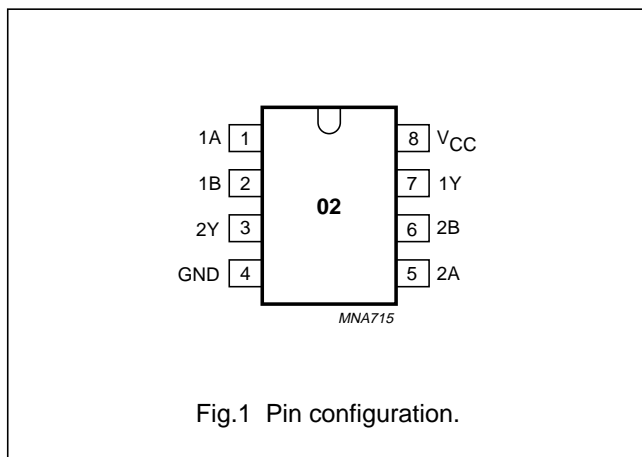 1A 1 8 VCC
1B 2 7 1Y
02
2Y 3 6 2B
GND 4 5 2A
MNA715
Fig.1 Pin configuration.